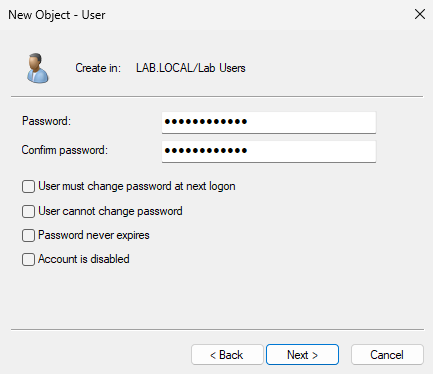 New Object - User
Create in: LAB.LOCAL/Lab Users
Password: ●●●●●●●●●●●●
Confirm password: ●●●●●●●●●●●●
User must change password at next logon
User cannot change password
Password never expires
Account is disabled
< Back Next > Cancel